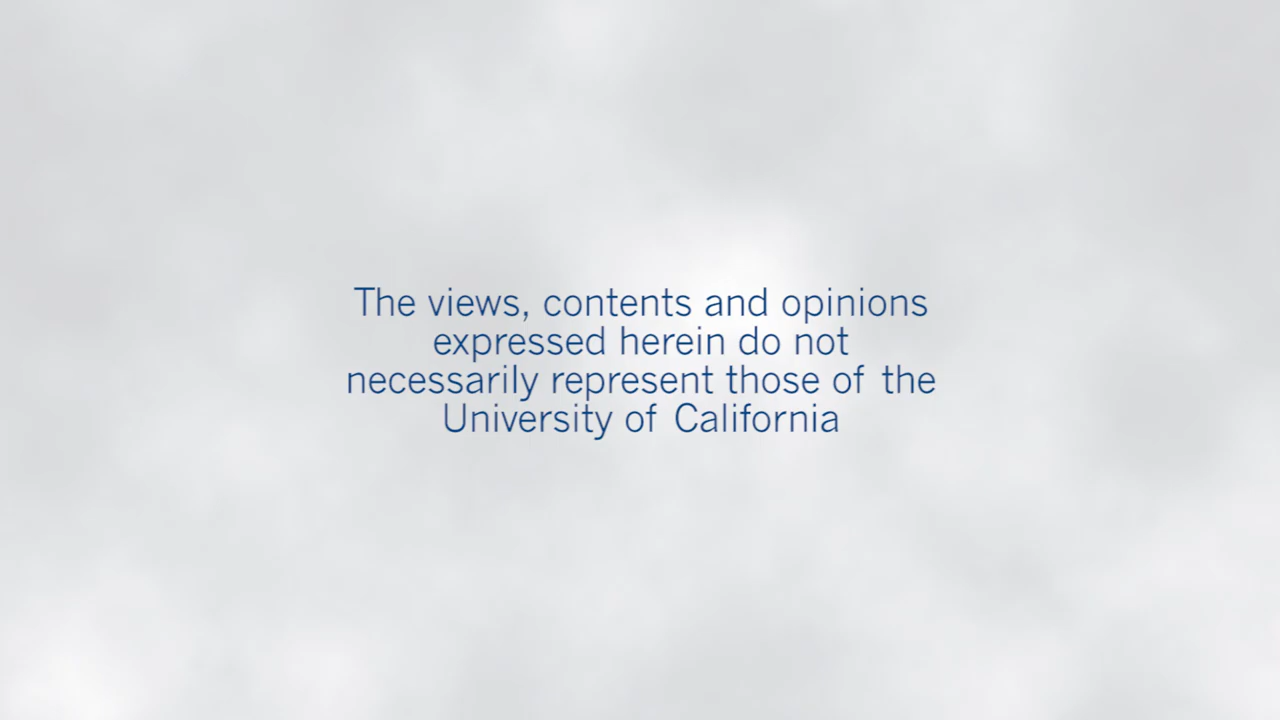 The views, contents and opinions
expressed herein do not
necessarily represent those of the
University of California